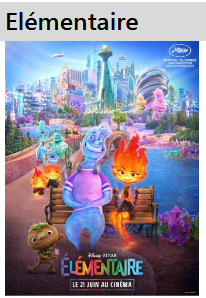 Elémentaire
DISNEY · PIXAR
ÉLÉMENTAIRE
LE 21 JUIN AU CINÉMA